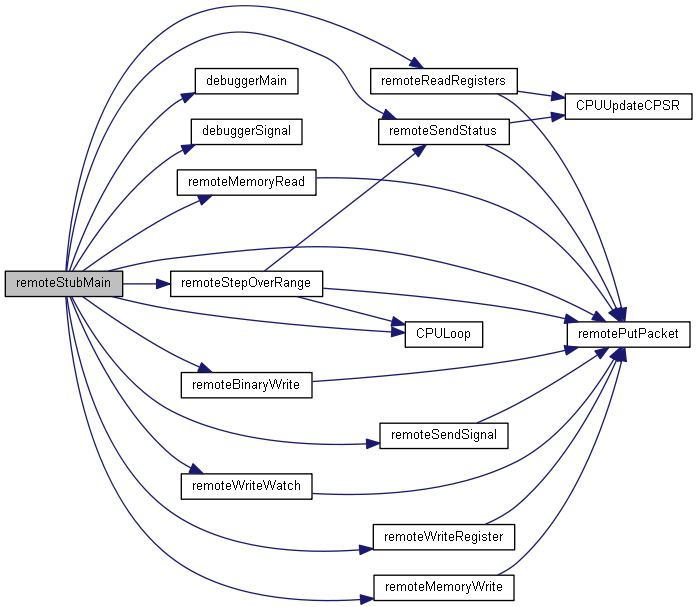 remoteReadRegisters
debuggerMain
CPUUpdateCPSR
debuggerSignal
remoteSendStatus
remoteMemoryRead
remoteStubMain
remoteStepOverRange
CPULoop
remotePutPacket
remoteBinaryWrite
remoteSendSignal
remoteWriteWatch
remoteWriteRegister
remoteMemoryWrite